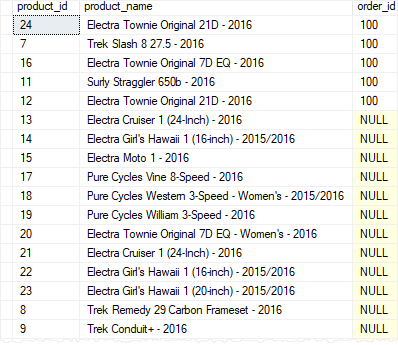 product_id product_name order_id
24 Electra Townie Original 21D - 2016 100
7 Trek Slash 8 27.5 - 2016 100
16 Electra Townie Original 7D EQ - 2016 100
11 Surly Straggler 650b - 2016 100
12 Electra Townie Original 21D - 2016 100
13 Electra Cruiser 1 (24-Inch) - 2016 NULL
14 Electra Girl's Hawaii 1 (16-inch) - 2015/2016 NULL
15 Electra Moto 1 - 2016 NULL
17 Pure Cycles Vine 8-Speed - 2016 NULL
18 Pure Cycles Western 3-Speed - Women's - 2015/2016 NULL
19 Pure Cycles William 3-Speed - 2016 NULL
20 Electra Townie Original 7D EQ - Women's - 2016 NULL
21 Electra Cruiser 1 (24-Inch) - 2016 NULL
22 Electra Girl's Hawaii 1 (16-inch) - 2015/2016 NULL
23 Electra Girl's Hawaii 1 (20-inch) - 2015/2016 NULL
8 Trek Remedy 29 Carbon Frameset - 2016 NULL
9 Trek Conduit+ - 2016 NULL